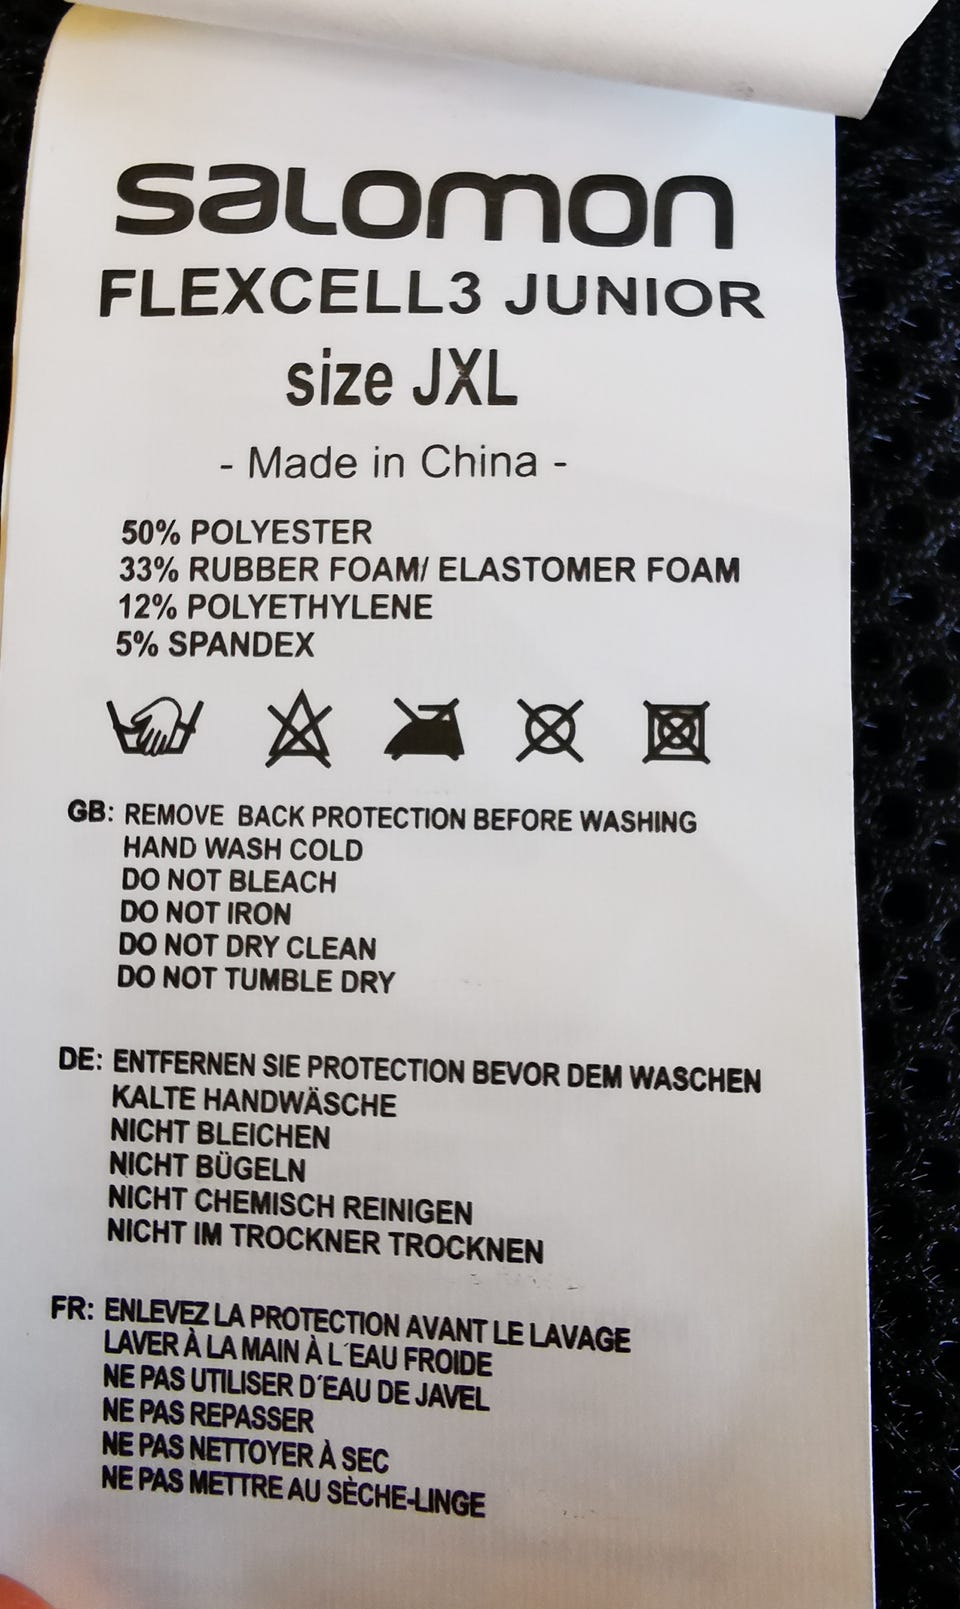 salomon
FLEXCELL3 JUNIOR
size JXL
- Made in China -
50% POLYESTER
33% RUBBER FOAM/ ELASTOMER FOAM
12% POLYETHYLENE
5% SPANDEX
GB: REMOVE BACK PROTECTION BEFORE WASHING
HAND WASH COLD
DO NOT BLEACH
DO NOT IRON
DO NOT DRY CLEAN
DO NOT TUMBLE DRY
DE: ENTFERNEN SIE PROTECTION BEVOR DEM WASCHEN
KALTE HANDWÄSCHE
NICHT BLEICHEN
NICHT BÜGELN
NICHT CHEMISCH REINIGEN
NICHT IM TROCKNER TROCKNEN
FR: ENLEVEZ LA PROTECTION AVANT LE LAVAGE
LAVER À LA MAIN À L´EAU FROIDE
NE PAS UTILISER D´EAU DE JAVEL
NE PAS REPASSER
NE PAS NETTOYER À SEC
NE PAS METTRE AU SÈCHE-LINGE